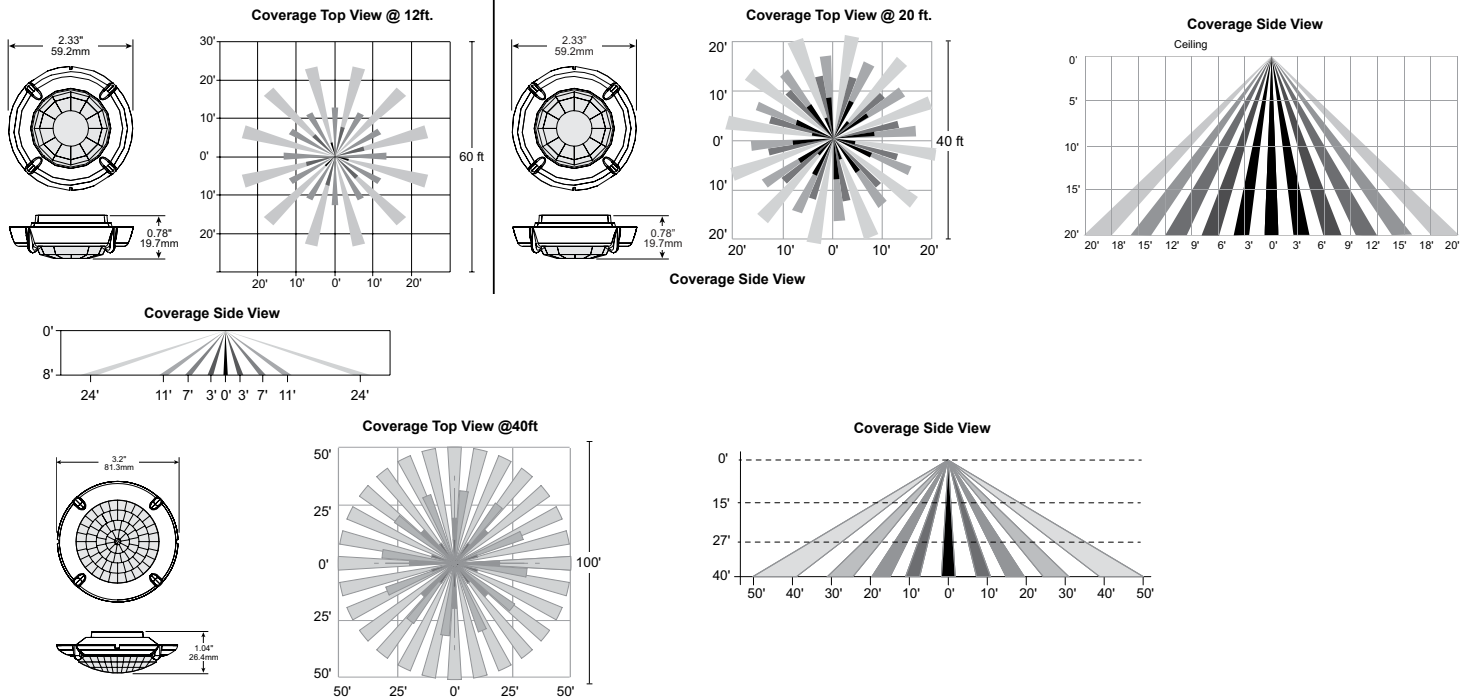 Coverage Top View @ 12ft.
2.33"
59.2mm
30'
20'
10'
0'
10'
20'
60 ft
20' 10' 0' 10' 20'
0.78"
19.7mm
Coverage Top View @ 20 ft.
2.33"
59.2mm
20'
10'
0'
10'
20'
40 ft
20' 10' 0' 10' 20'
0.78"
19.7mm
Coverage Side View
Coverage Side View
Ceiling
0'
5'
10'
15'
20'
20' 18' 15' 12' 9' 6' 3' 0' 3' 6' 9' 12' 15' 18' 20'
Coverage Side View
0'
8'
24' 11' 7' 3' 0' 3' 7' 11' 24'
3.2"
81.3mm
1.04"
26.4mm
Coverage Top View @40ft
50'
25'
0'
25'
50'
100'
50' 25' 0' 25' 50'
Coverage Side View
0'
15'
27'
40'
50' 40' 30' 20' 10' 0' 10' 20' 30' 40' 50'